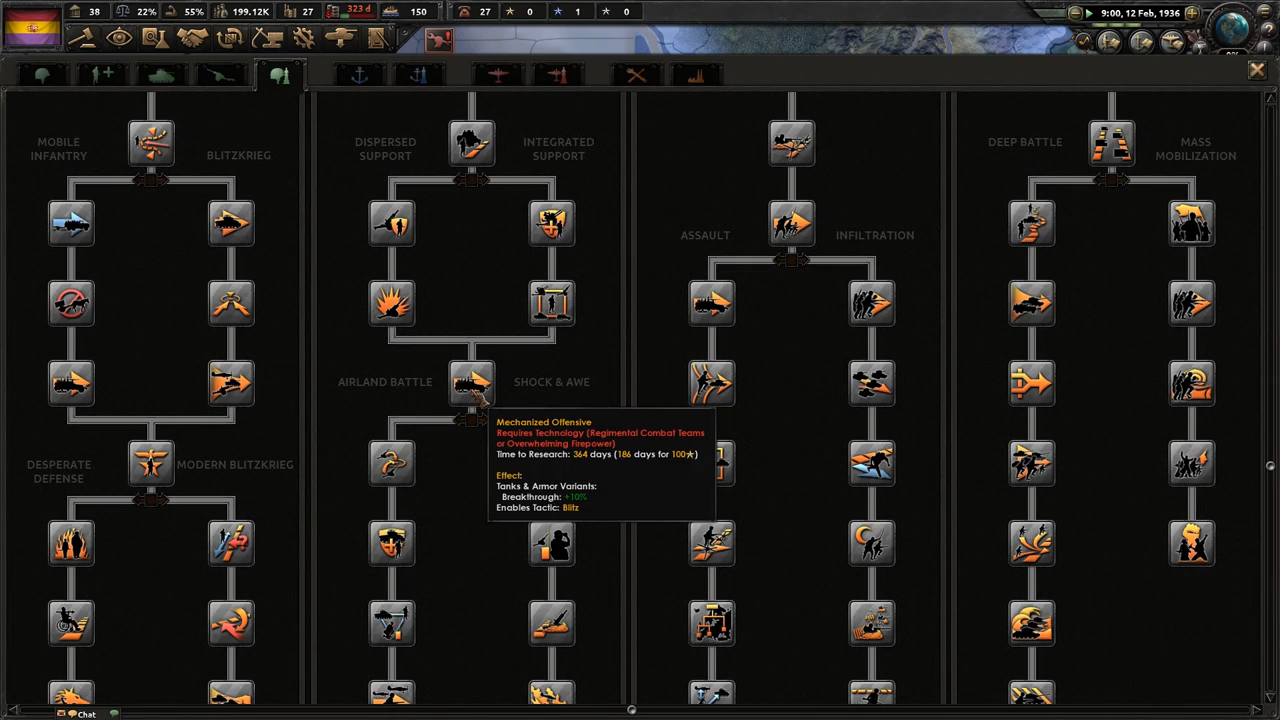 38 22% 55% 199.12K 27 323 d 150 27 0 1 0 9:00, 12 Feb, 1936
MOBILE INFANTRY
BLITZKRIEG
DISPERSED SUPPORT
INTEGRATED SUPPORT
DEEP BATTLE
MASS MOBILIZATION
ASSAULT
INFILTRATION
AIRLAND BATTLE
SHOCK & AWE
Mechanized Offensive
Requires Technology (Regimental Combat Teams
or Overwhelming Firepower)
Time to Research: 364 days (186 days for 100★)
Effect:
Tanks & Armor Variants:
Breakthrough: +10%
Enables Tactic: Blitz
DESPERATE DEFENSE
MODERN BLITZKRIEG
Chat